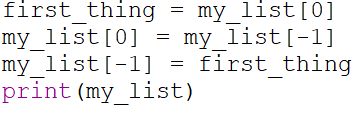 first_thing = my_list[0]
my_list[0] = my_list[-1]
my_list[-1] = first_thing
print(my_list)